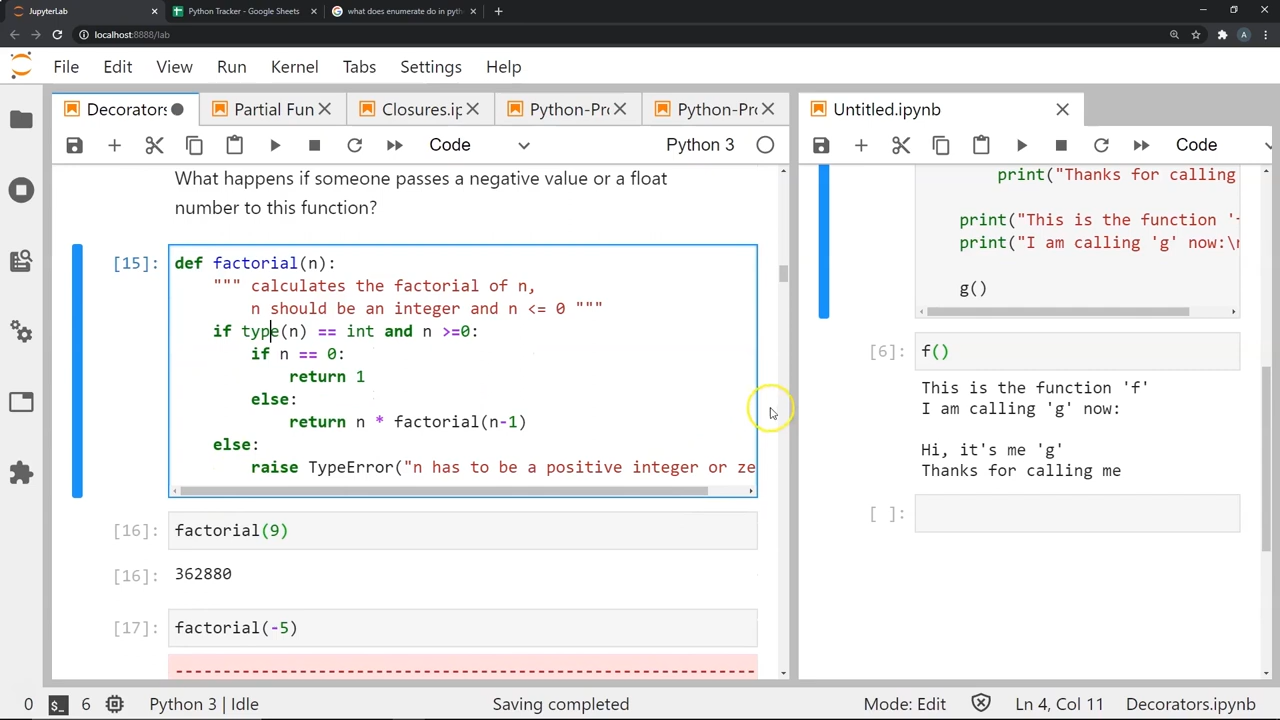 JupyterLab
Python Tracker - Google Sheets
what does enumerate do in pyth
localhost:8888/lab
A
File Edit View Run Kernel Tabs Settings Help
Decorators
Partial Fun
Closures.ip
Python-Pr
Python-Pr
Untitled.ipynb
Code
Python 3
Code
What happens if someone passes a negative value or a float
number to this function?
[15]:
def factorial(n):
""" calculates the factorial of n,
n should be an integer and n <= 0 """
if type(n) == int and n >=0:
if n == 0:
return 1
else:
return n * factorial(n-1)
else:
raise TypeError("n has to be a positive integer or ze
[16]: factorial(9)
[16]: 362880
[17]: factorial(-5)
print("Thanks for calling
print("This is the function '
print("I am calling 'g' now:\
g()
[6]: f()
This is the function 'f'
I am calling 'g' now:
Hi, it's me 'g'
Thanks for calling me
[ ]:
0 $_ 6 Python 3 | Idle Saving completed Mode: Edit Ln 4, Col 11 Decorators.ipynb